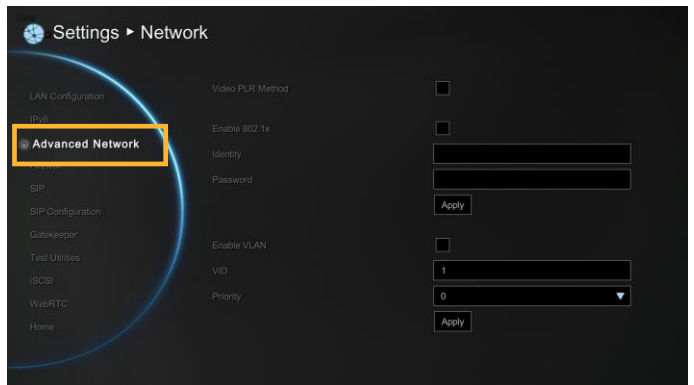 Settings ▸ Network
LAN Configuration
IPv6
Advanced Network
Firewall
SIP
SIP Configuration
Gatekeeper
Test Utilities
iSCSI
WebRTC
Home
Video PLR Method
Enable 802.1x
Identity
Password
Apply
Enable VLAN
VID 1
Priority 0
Apply